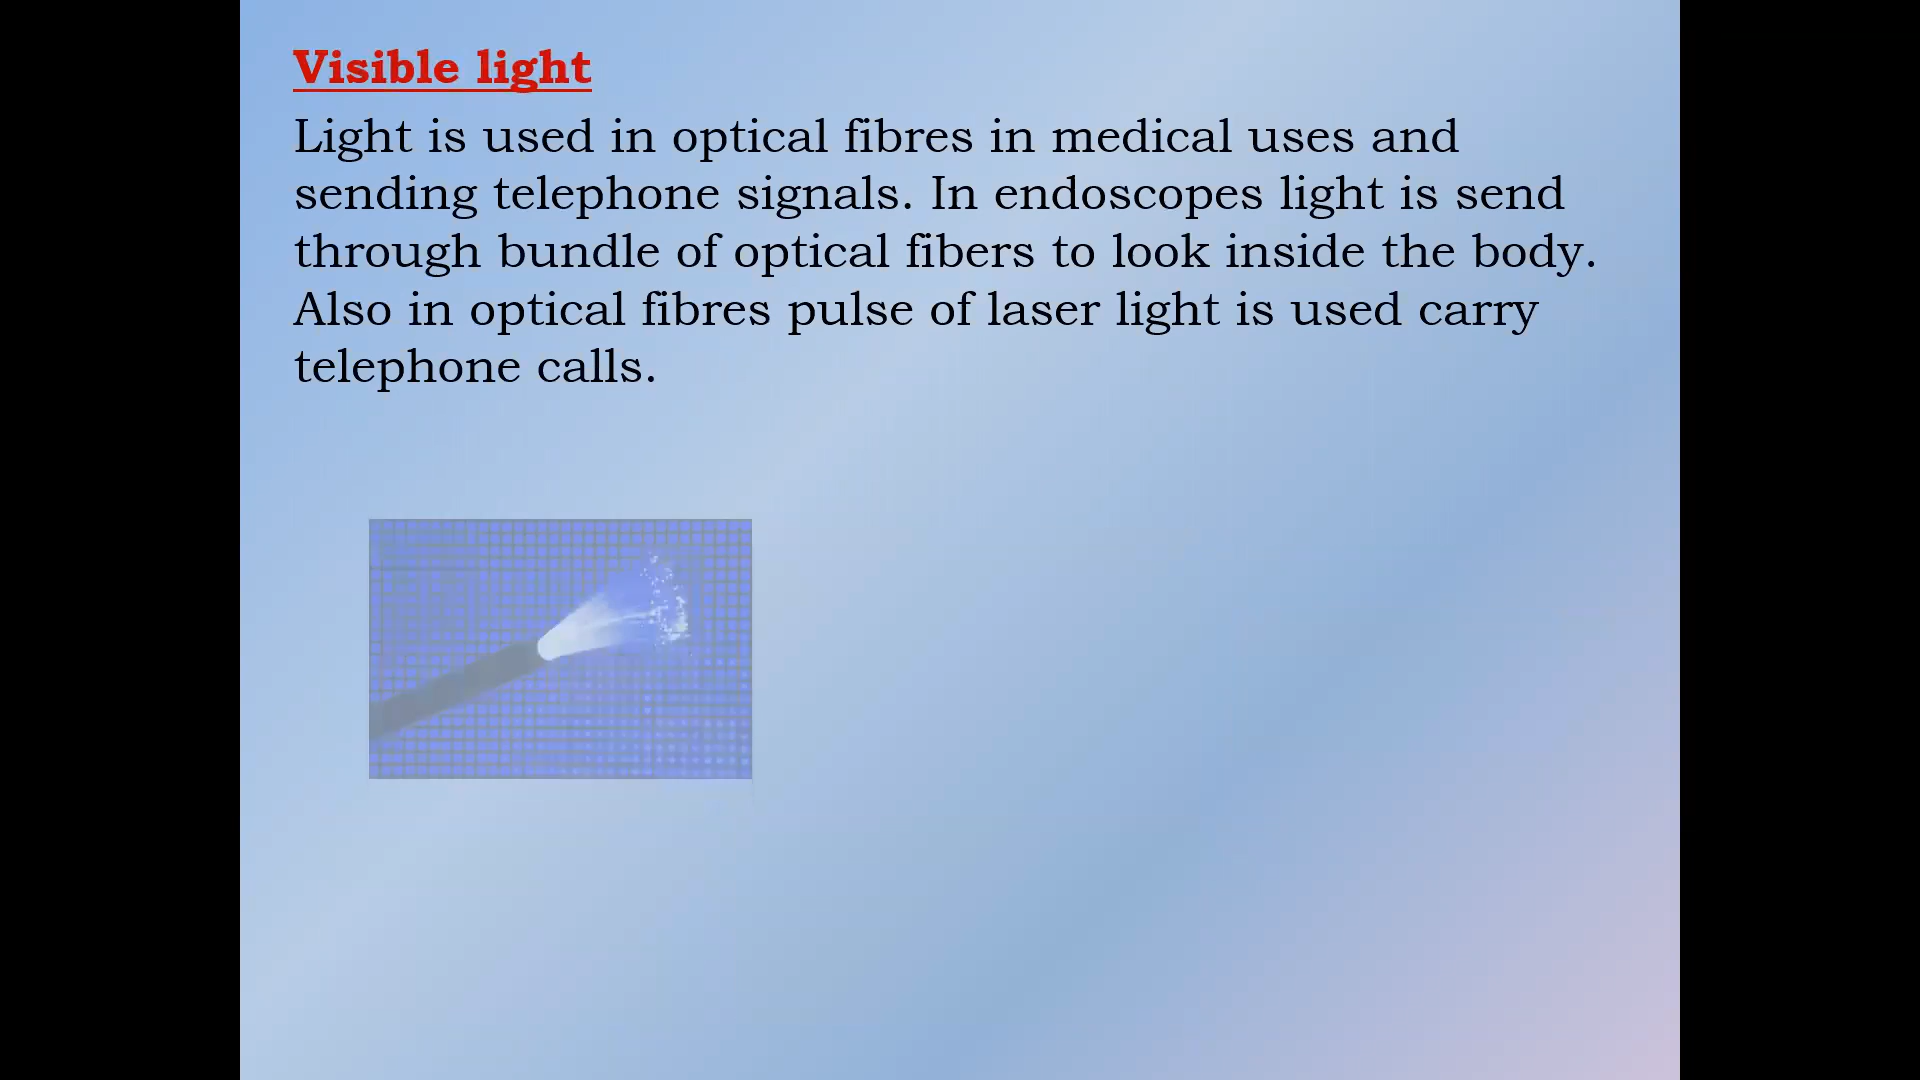 Visible light
Light is used in optical fibres in medical uses and
sending telephone signals. In endoscopes light is send
through bundle of optical fibers to look inside the body.
Also in optical fibres pulse of laser light is used carry
telephone calls.